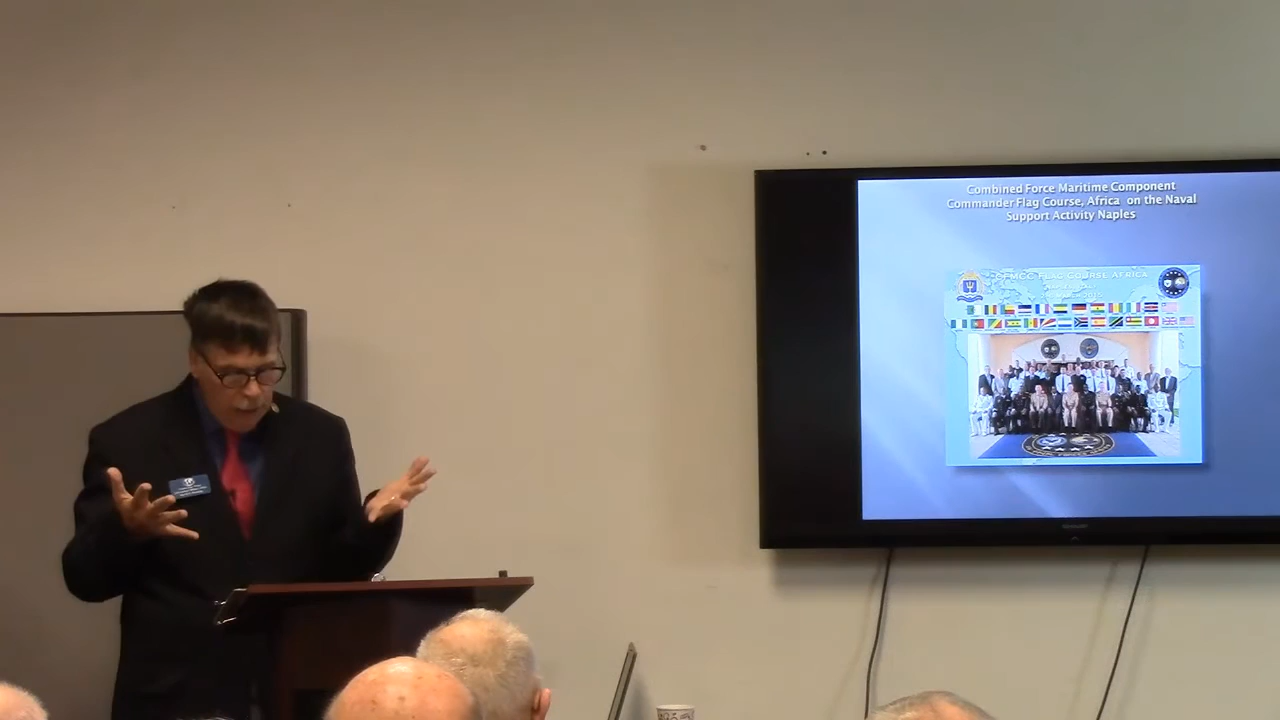 Combined Force Maritime Component
Commander Flag Course, Africa on the Naval
Support Activity Naples
CFMCC FLAG COURSE AFRICA